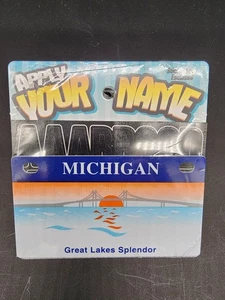 APPLY
YOUR NAME
MICHIGAN
Great Lakes Splendor